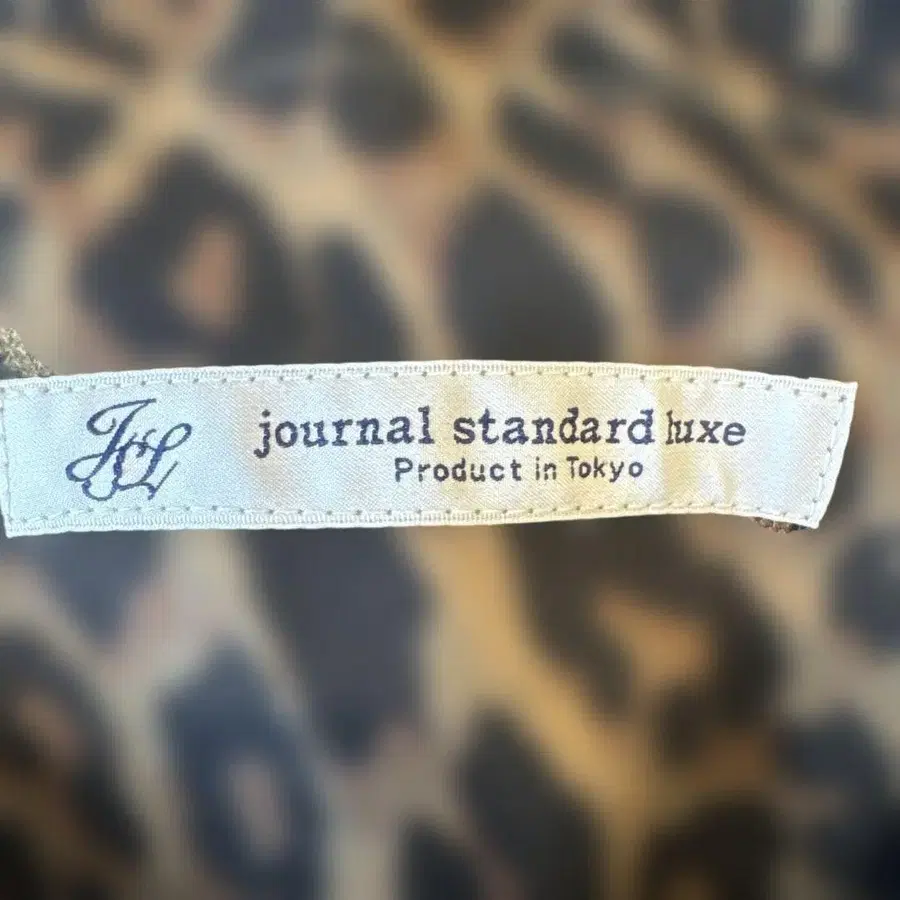 JSL
journal standard luxe
Product in Tokyo